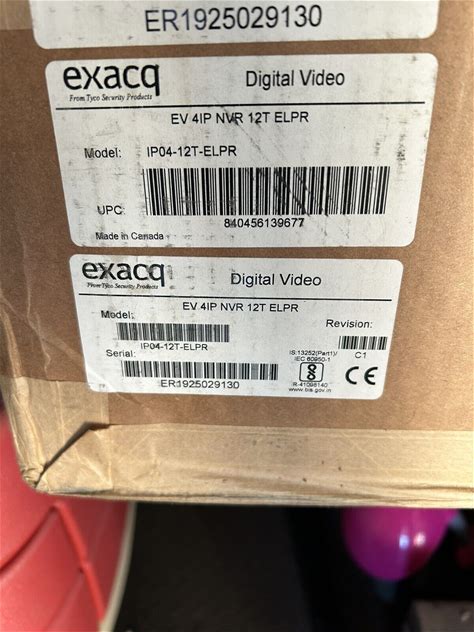 ER1925029130
exacq
From Tyco Security Products
Digital Video
EV 4IP NVR 12T ELPR
Model: IP04-12T-ELPR
UPC:
840456139677
Made in Canada
exacq
From Tyco Security Products
Digital Video
EV 4IP NVR 12T ELPR
Model:
IP04-12T-ELPR
Revision:
C1
Serial:
ER1925029130
IS:13252(Part1)/
IEC 60950-1
R-41098140
www.bis.gov.in
CE